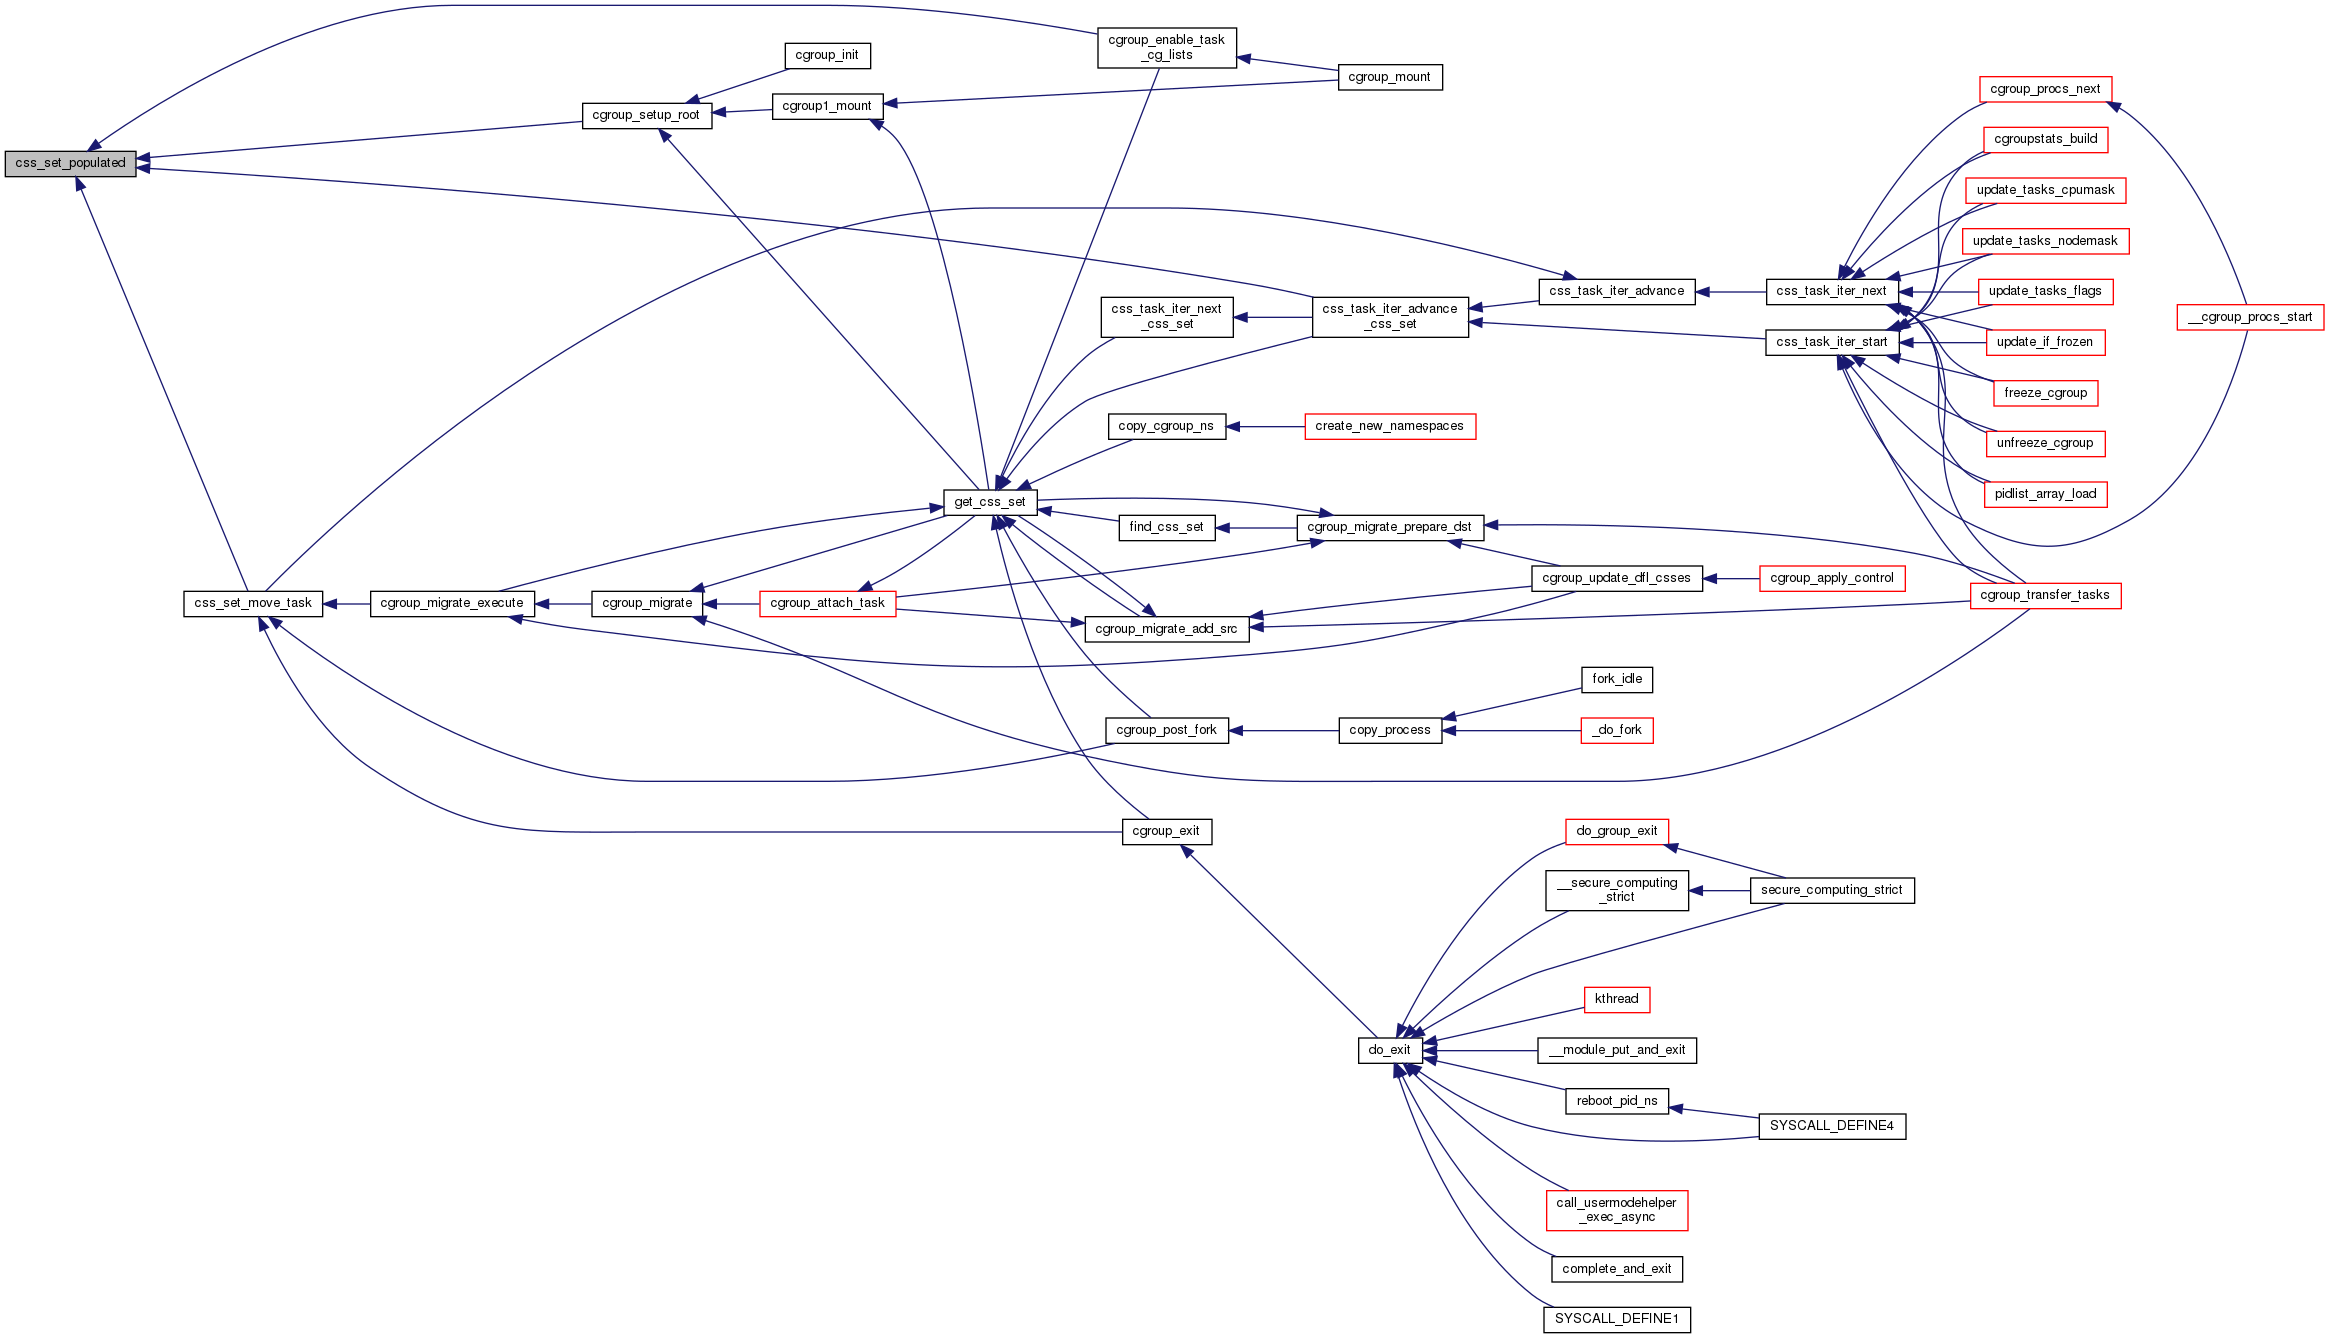 cgroup_enable_task
_cg_lists
cgroup_init
cgroup_mount
cgroup_procs_next
cgroup1_mount
cgroup_setup_root
cgroupstats_build
css_set_populated
update_tasks_cpumask
update_tasks_nodemask
css_task_iter_advance
css_task_iter_next
update_tasks_flags
css_task_iter_next
_css_set
css_task_iter_advance
_css_set
__cgroup_procs_start
css_task_iter_start
update_if_frozen
freeze_cgroup
copy_cgroup_ns
create_new_namespaces
unfreeze_cgroup
pidlist_array_load
get_css_set
find_css_set
cgroup_migrate_prepare_dst
cgroup_update_dfl_csses
cgroup_apply_control
css_set_move_task
cgroup_migrate_execute
cgroup_migrate
cgroup_attach_task
cgroup_transfer_tasks
cgroup_migrate_add_src
fork_idle
cgroup_post_fork
copy_process
_do_fork
cgroup_exit
do_group_exit
__secure_computing
_strict
secure_computing_strict
kthread
do_exit
__module_put_and_exit
reboot_pid_ns
SYSCALL_DEFINE4
call_usermodehelper
_exec_async
complete_and_exit
SYSCALL_DEFINE1